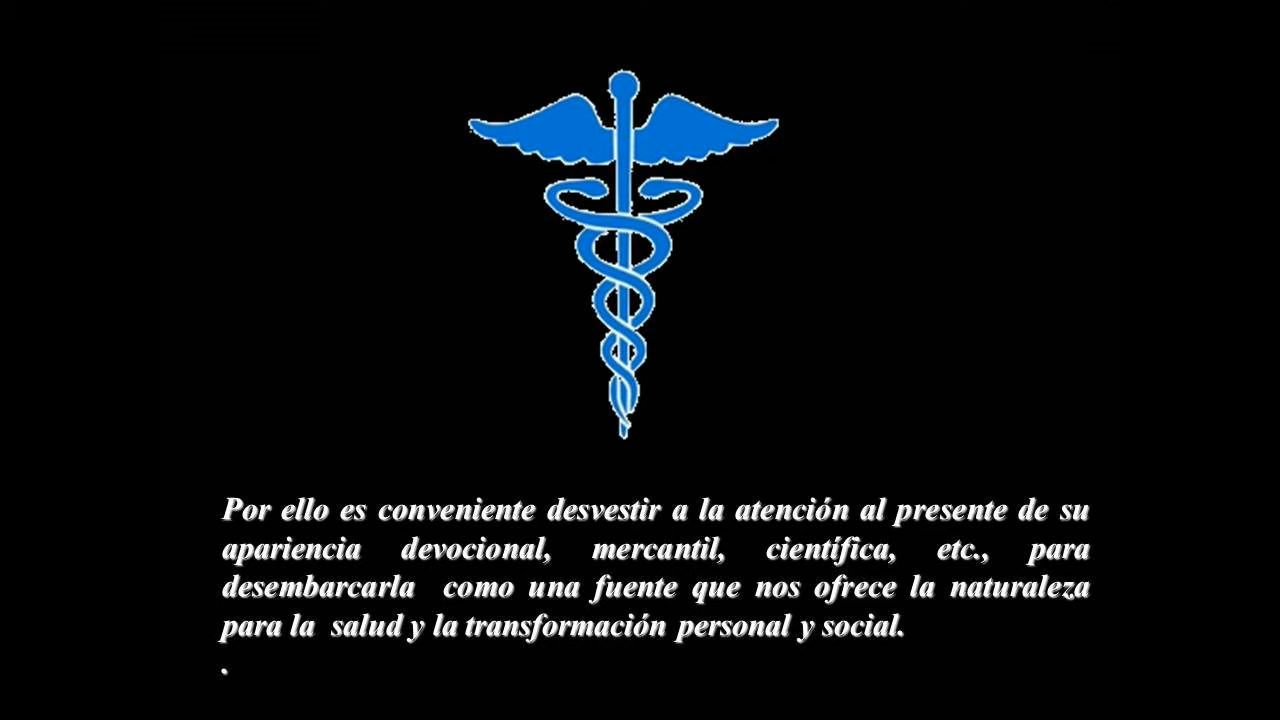 Por ello es conveniente desvestir a la atención al presente de su
apariencia devocional, mercantil, científica, etc., para
desembarcarla como una fuente que nos ofrece la naturaleza
para la salud y la transformación personal y social.
.